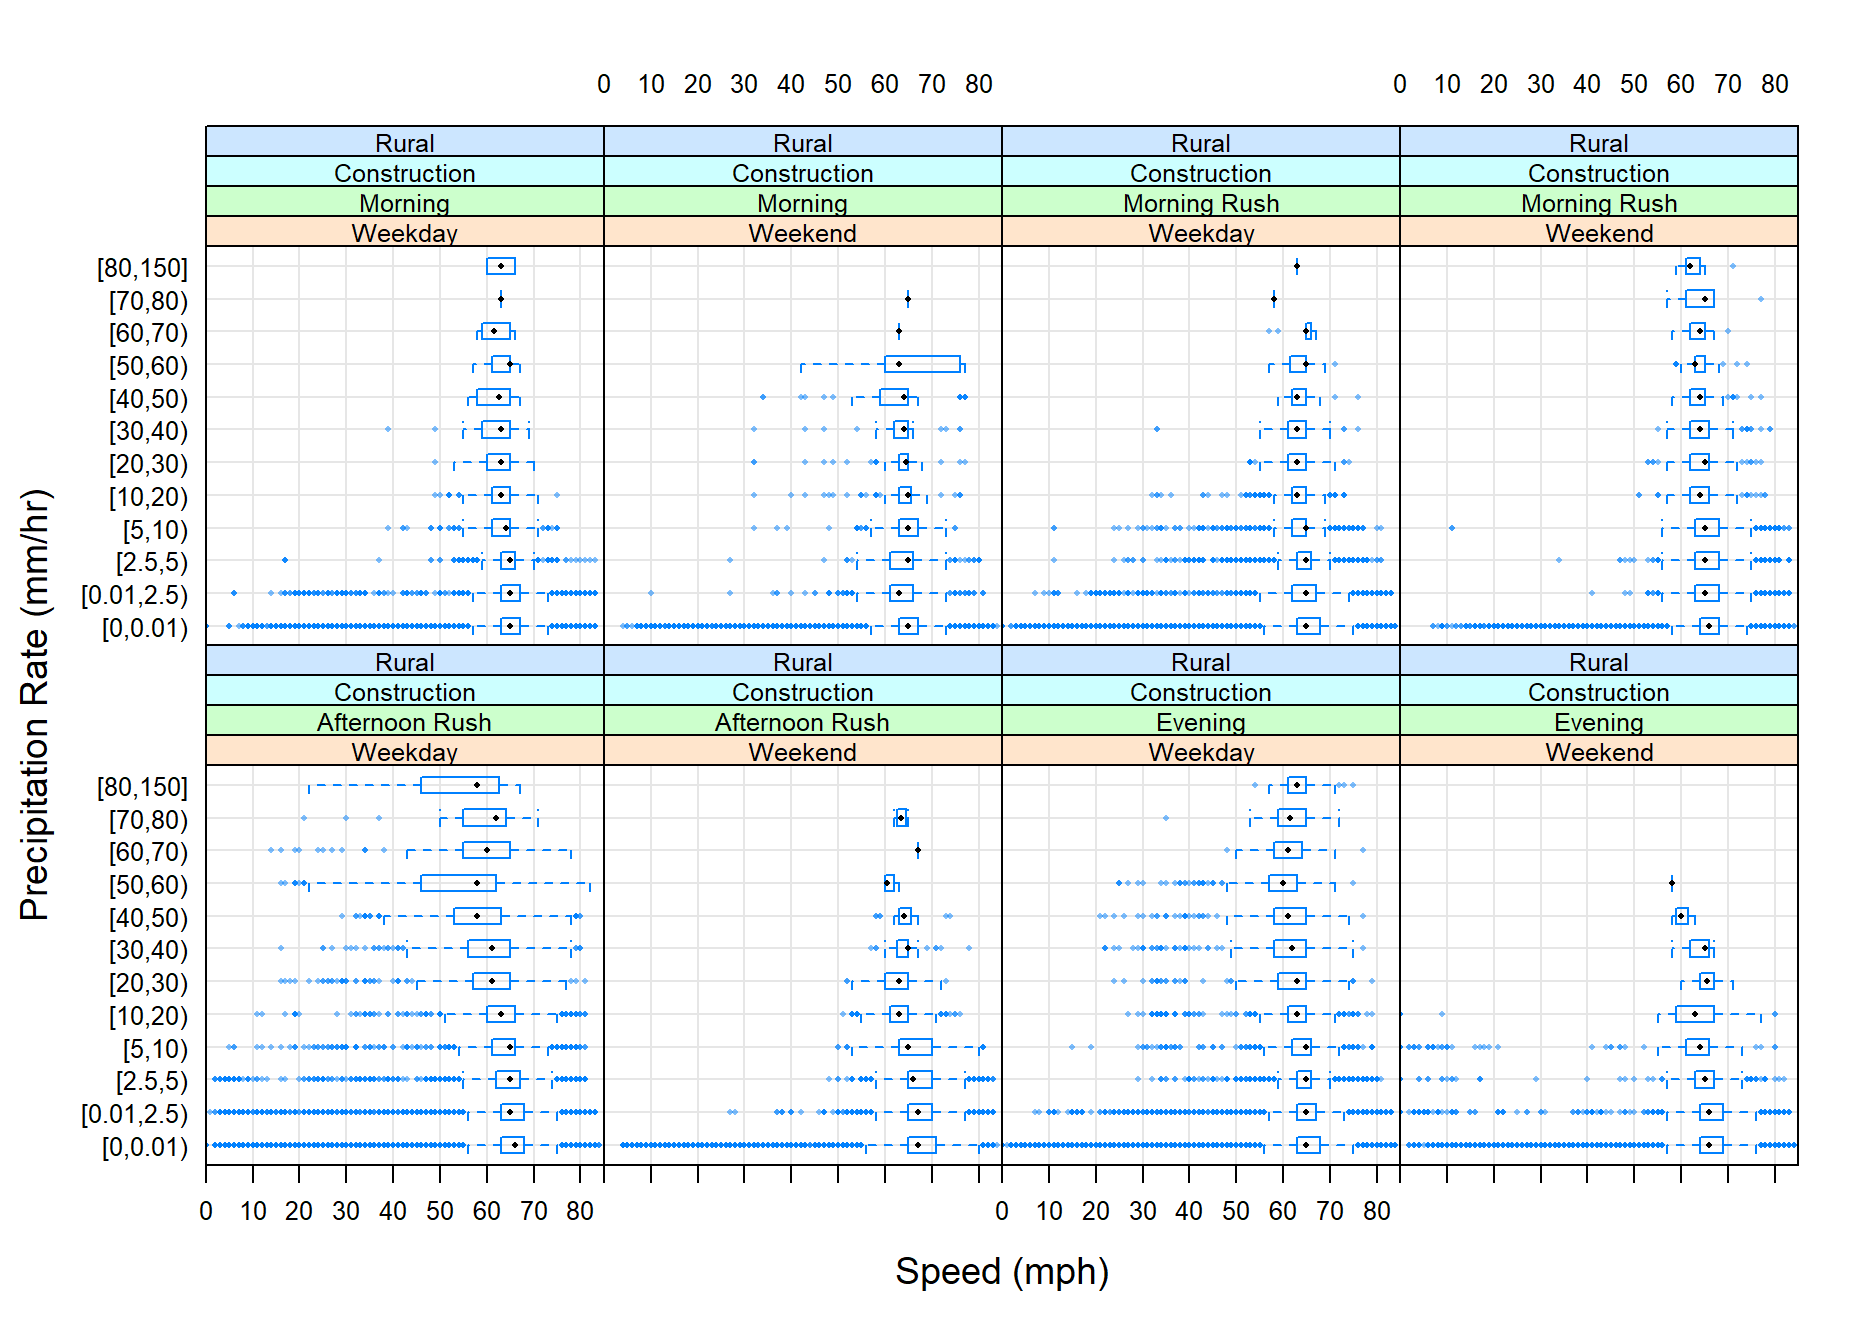 0 10 20 30 40 50 60 70 80 0 10 20 30 40 50 60 70 80
Rural Rural Rural Rural
Construction Construction Construction Construction
Morning Morning Morning Rush Morning Rush
Weekday Weekend Weekday Weekend
[80,150]
[70,80)
[60,70)
[50,60)
[40,50)
[30,40)
[20,30)
[10,20)
[5,10)
[2.5,5)
[0.01,2.5)
[0,0.01)
Rural Rural Rural Rural
Construction Construction Construction Construction
Afternoon Rush Afternoon Rush Evening Evening
Weekday Weekend Weekday Weekend
[80,150]
[70,80)
[60,70)
[50,60)
[40,50)
[30,40)
[20,30)
[10,20)
[5,10)
[2.5,5)
[0.01,2.5)
[0,0.01)
0 10 20 30 40 50 60 70 80 0 10 20 30 40 50 60 70 80
Speed (mph)
Precipitation Rate (mm/hr)